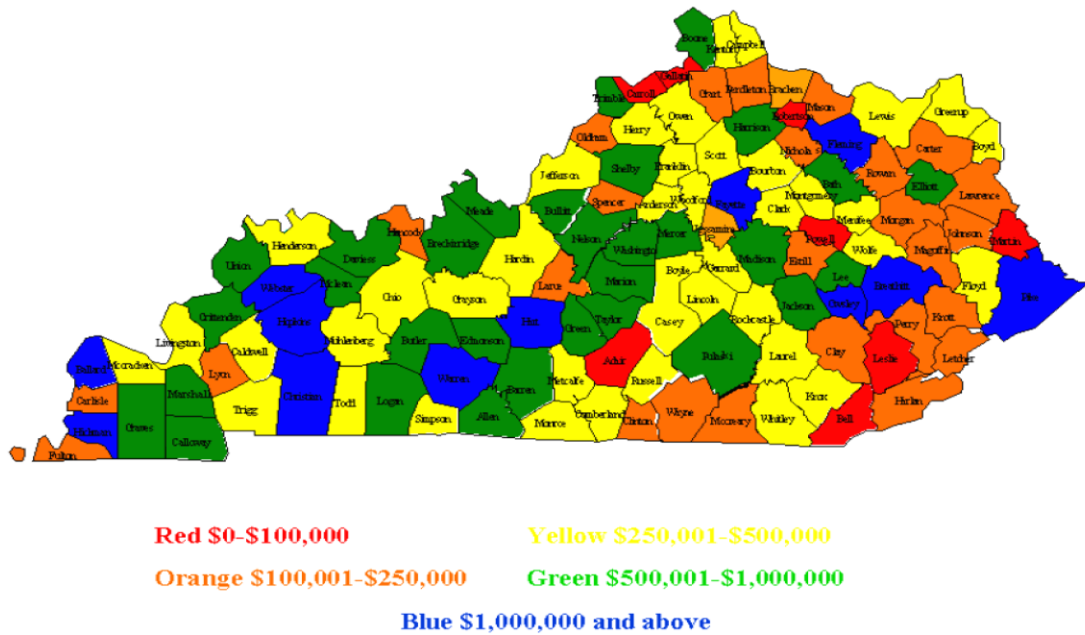 Boone
Kenton
Campbell
Gallatin
Carroll
Trimble
Grart
Pendleton
Bracken
Mason
Robertson
Lewis
Greerup
Boyd
Owen
Herry
Oldham
Harrison
Nicholas
Fleming
Carter
Rowan
Elliott
Lawrence
Jefferson
Shelby
Franklin
Scott
Bourbon
Bath
Montgomery
Menifee
Morgan
Johnson
Martin
Magoffin
Bullitt
Spencer
Anderson
Woodford
Fayette
Clark
Powell
Wolfe
Meade
Nelson
Washington
Mercer
Madison
Estill
Lee
Breathitt
Floyd
Pike
Hancock
Breckinridge
Henderson
Daviess
Union
Webster
Mclean
Hardin
Larue
Marion
Boyle
Garrard
Lincoln
Jackson
Owsley
Perry
Knott
Letcher
Ohio
Grayson
Hopkins
Crittenden
Livingston
Caldwell
Muhlenberg
Butler
Edmonson
Hart
Green
Taylor
Casey
Rockcastle
Pulaski
Laurel
Clay
Leslie
Harlan
Adair
Russell
Metcalfe
Barren
Warren
Ballard
Mccracken
Lyon
Carlisle
Marshall
Trigg
Christian
Todd
Logan
Simpson
Allen
Monroe
Cumberland
Clinton
Wayne
Mccreary
Whitley
Knox
Bell
Hickman
Graves
Calloway
Fulton
Red $0-$100,000
Yellow $250,001-$500,000
Orange $100,001-$250,000
Green $500,001-$1,000,000
Blue $1,000,000 and above